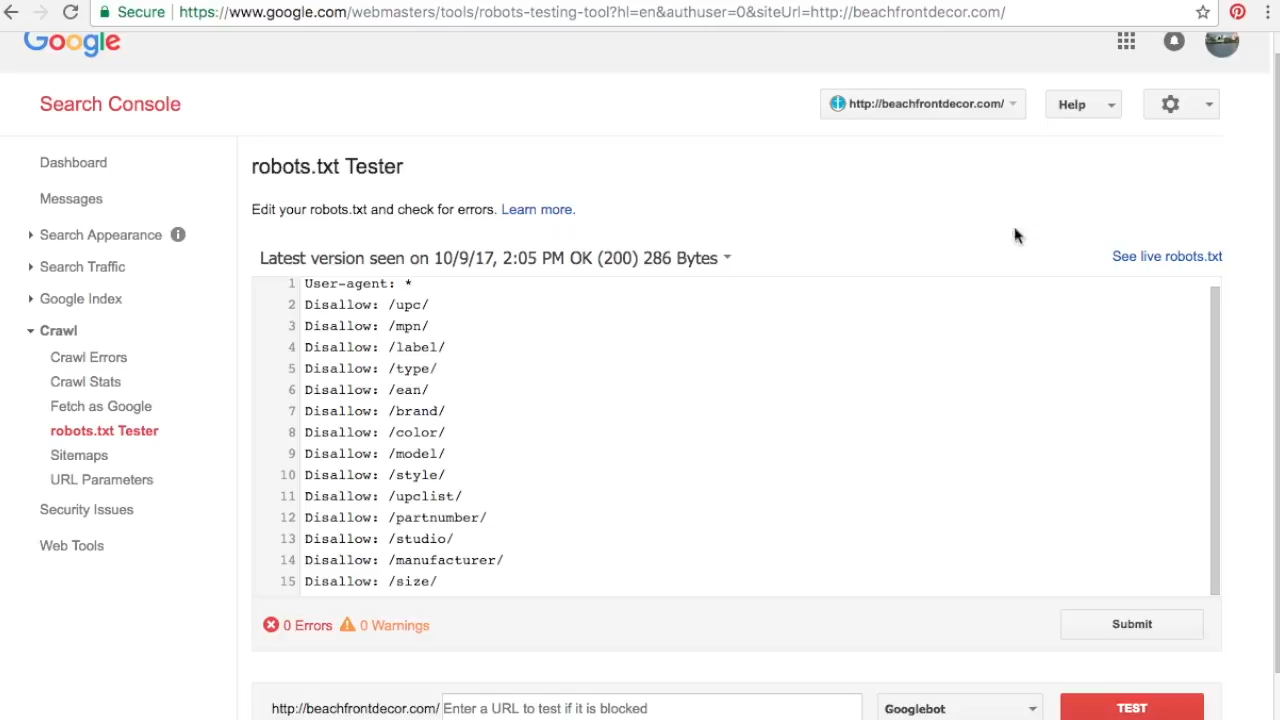 Secure https://www.google.com/webmasters/tools/robots-testing-tool?hl=en&authuser=0&siteUrl=http://beachfrontdecor.com/
Google
Search Console
http://beachfrontdecor.com/
Help
Dashboard
Messages
Search Appearance
Search Traffic
Google Index
Crawl
Crawl Errors
Crawl Stats
Fetch as Google
robots.txt Tester
Sitemaps
URL Parameters
Security Issues
Web Tools
robots.txt Tester
Edit your robots.txt and check for errors. Learn more.
Latest version seen on 10/9/17, 2:05 PM OK (200) 286 Bytes
See live robots.txt
1 User-agent: *
2 Disallow: /upc/
3 Disallow: /mpn/
4 Disallow: /label/
5 Disallow: /type/
6 Disallow: /ean/
7 Disallow: /brand/
8 Disallow: /color/
9 Disallow: /model/
10 Disallow: /style/
11 Disallow: /upclist/
12 Disallow: /partnumber/
13 Disallow: /studio/
14 Disallow: /manufacturer/
15 Disallow: /size/
0 Errors 0 Warnings
Submit
http://beachfrontdecor.com/ Enter a URL to test if it is blocked Googlebot TEST